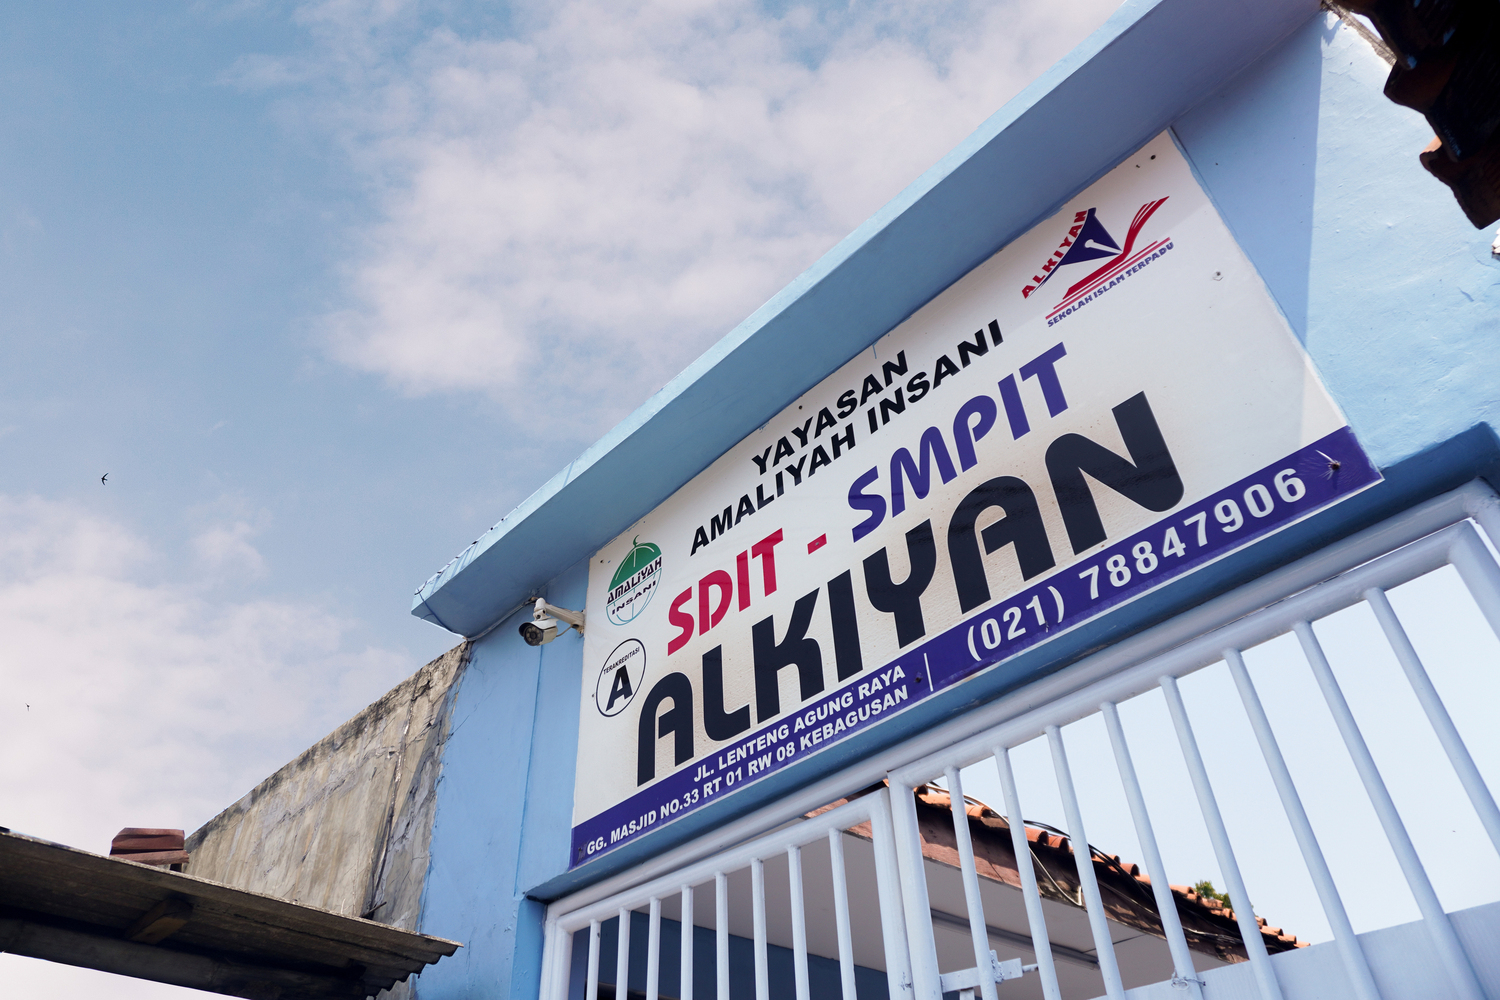 ALKIYAN
SEKOLAH ISLAM TERPADU
YAYASAN
AMALIYAH INSANI
SDIT - SMPIT
ALKIYAN
AMALIYAH
INSANI
TERAKREDITASI
A
JL. LENTENG AGUNG RAYA
GG. MASJID NO.33 RT 01 RW 08 KEBAGUSAN
(021) 78847906